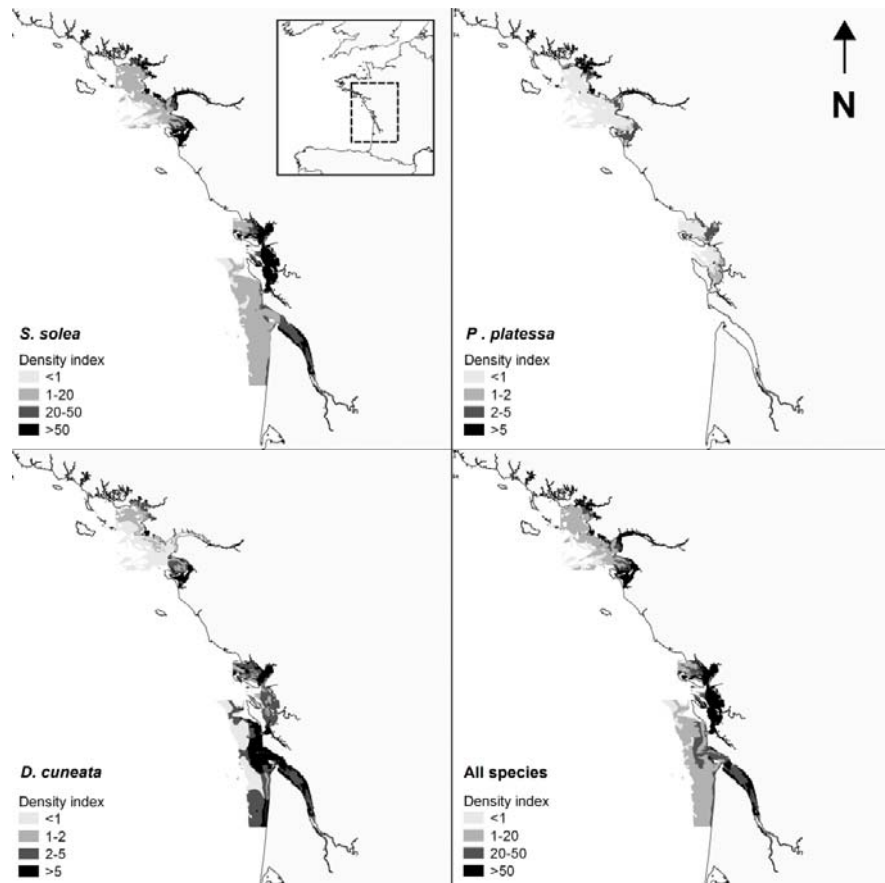 N
S. solea
Density index
<1
1-20
20-50
>50
P. platessa
Density index
<1
1-2
2-5
>5
D. cuneata
Density index
<1
1-2
2-5
>5
All species
Density index
<1
1-20
20-50
>50